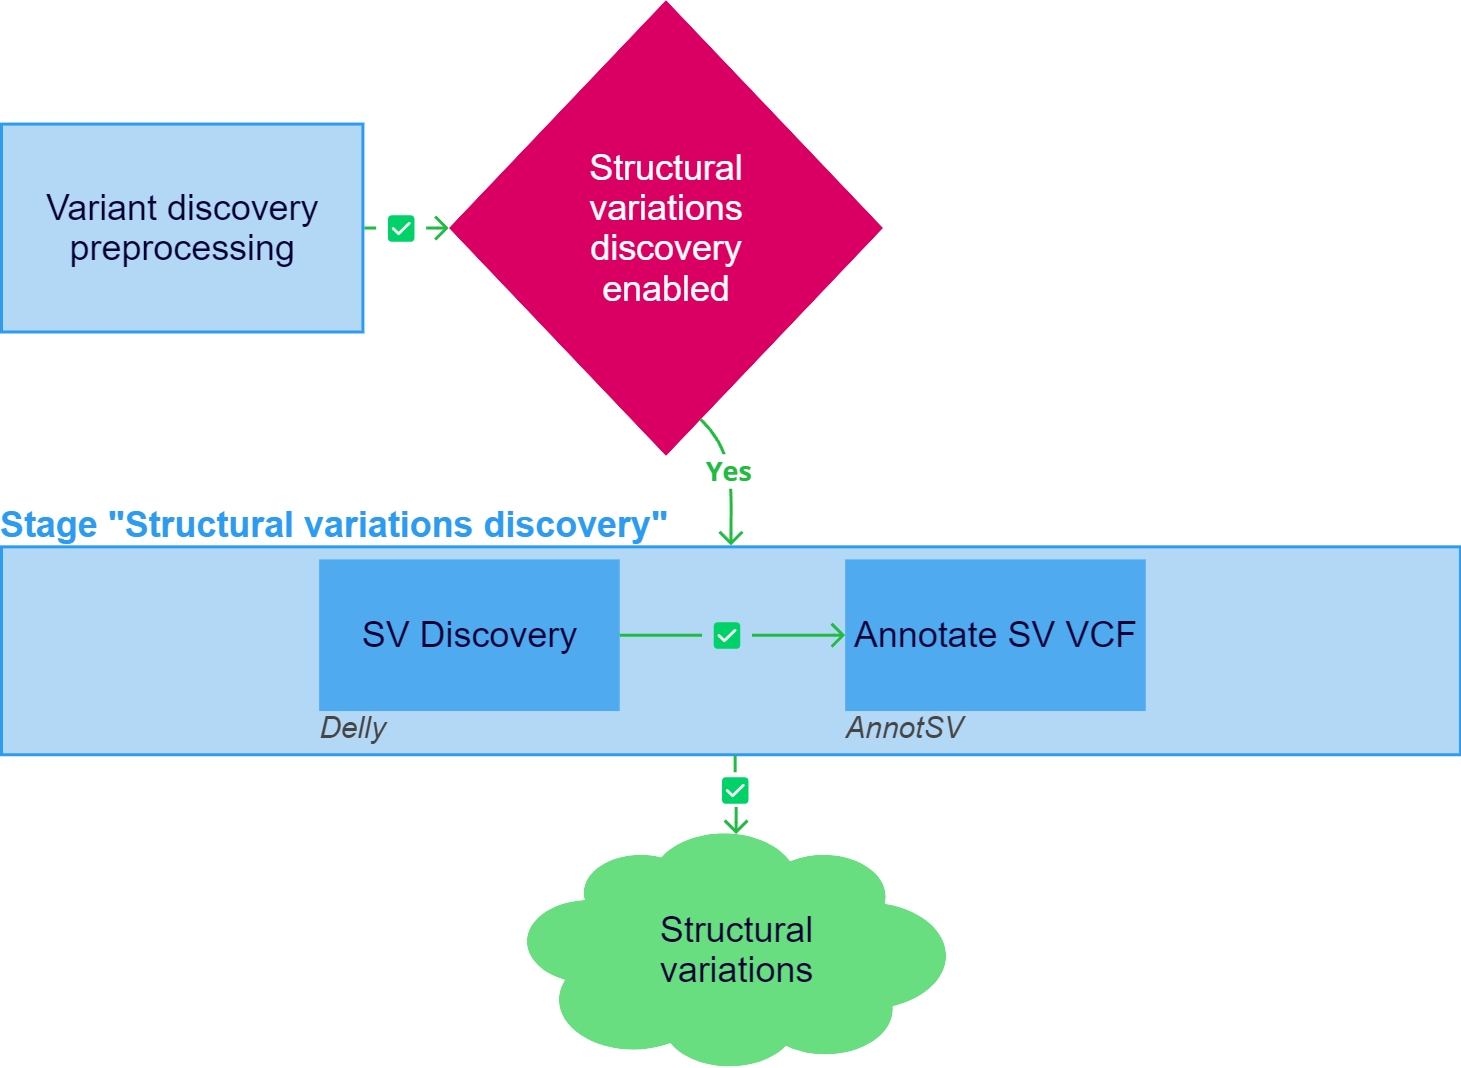 Variant discovery
preprocessing
Structural
variations
discovery
enabled
Yes
Stage "Structural variations discovery"
SV Discovery
Delly
Annotate SV VCF
AnnotSV
Structural
variations